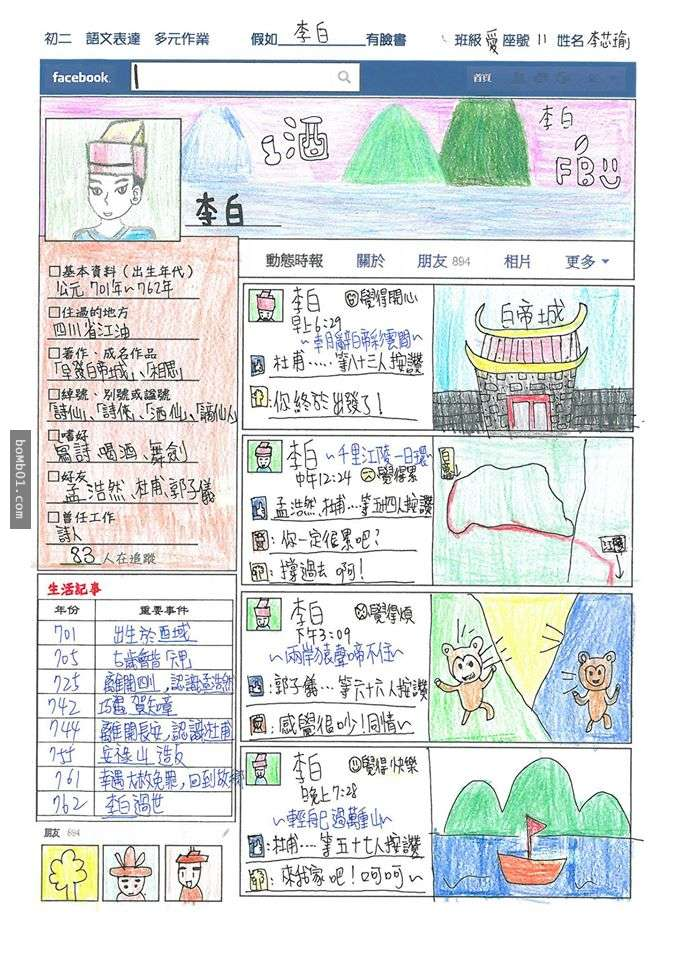 初二 語文表達 多元作業 假如 李白 有臉書 班級 愛 座號 11 姓名 李芯瑜
facebook.
首頁
酒
李白
FB
李白
動態時報 關於 朋友 894 相片 更多
□基本資料（出生年代）
公元 701年~762年
□住過的地方
四川省江油
□著作、成名作品
「早發白帝城」、「相思」
□綽號、別號或諡號
「詩仙」、「詩俠」、「酒仙」、「謫仙人」
□嗜好
寫詩、喝酒、舞劍
□好友
孟浩然、杜甫、郭子儀
□曾任工作
詩人
83 人在追蹤
生活記事
年份 重要事件
701 出生於西域
705
725 離開四川，認識孟浩然
742 巧遇賀知章
744 離開長安，認識杜甫
755 安祿山造反
761 幸遇大赦免罪，回到故鄉
762 李白過世
朋友 894
李白 覺得開心
早上6:29
~朝辭白帝彩雲間~
杜甫……等八十三人按讚
:你終於出發了！
白帝城
李白 ~千里江陵一日還~
中午12:24 覺得累
孟浩然、杜甫…等五十四人按讚
:你一定很累吧？
:撐過去啊！
白帝
江陵
李白 覺得煩
下午3:09
~兩岸猿聲啼不住~
:郭子儀…等六十六人按讚
:感覺很吵！同情~
李白 覺得快樂
晚上7:28
~輕舟已過萬重山~
:杜甫…等五十七人按讚
:來我家吧！呵呵~
bomb01.com